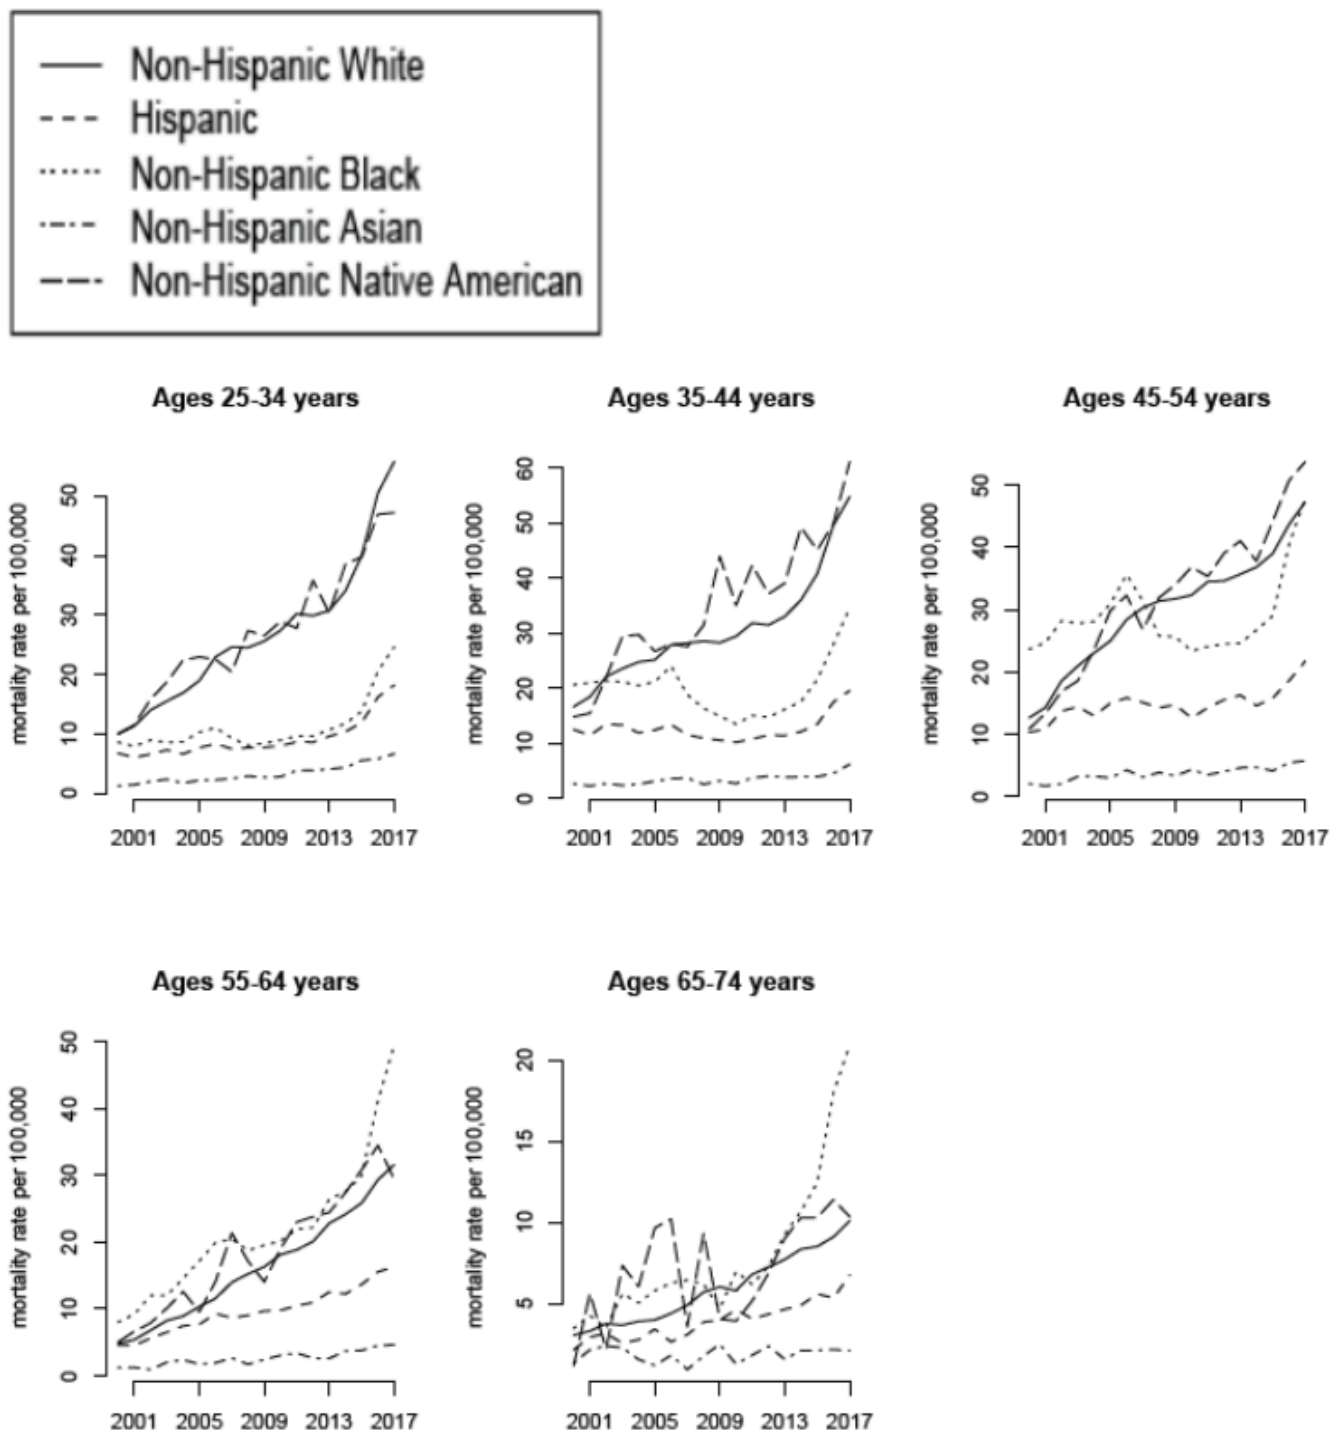 Non-Hispanic White
Hispanic
Non-Hispanic Black
Non-Hispanic Asian
Non-Hispanic Native American
Ages 25-34 years
mortality rate per 100,000
50
40
30
20
10
0
2001 2005 2009 2013 2017
Ages 35-44 years
mortality rate per 100,000
60
50
40
30
20
10
0
2001 2005 2009 2013 2017
Ages 45-54 years
mortality rate per 100,000
50
40
30
20
10
0
2001 2005 2009 2013 2017
Ages 55-64 years
mortality rate per 100,000
50
40
30
20
10
0
2001 2005 2009 2013 2017
Ages 65-74 years
mortality rate per 100,000
20
15
10
5
2001 2005 2009 2013 2017